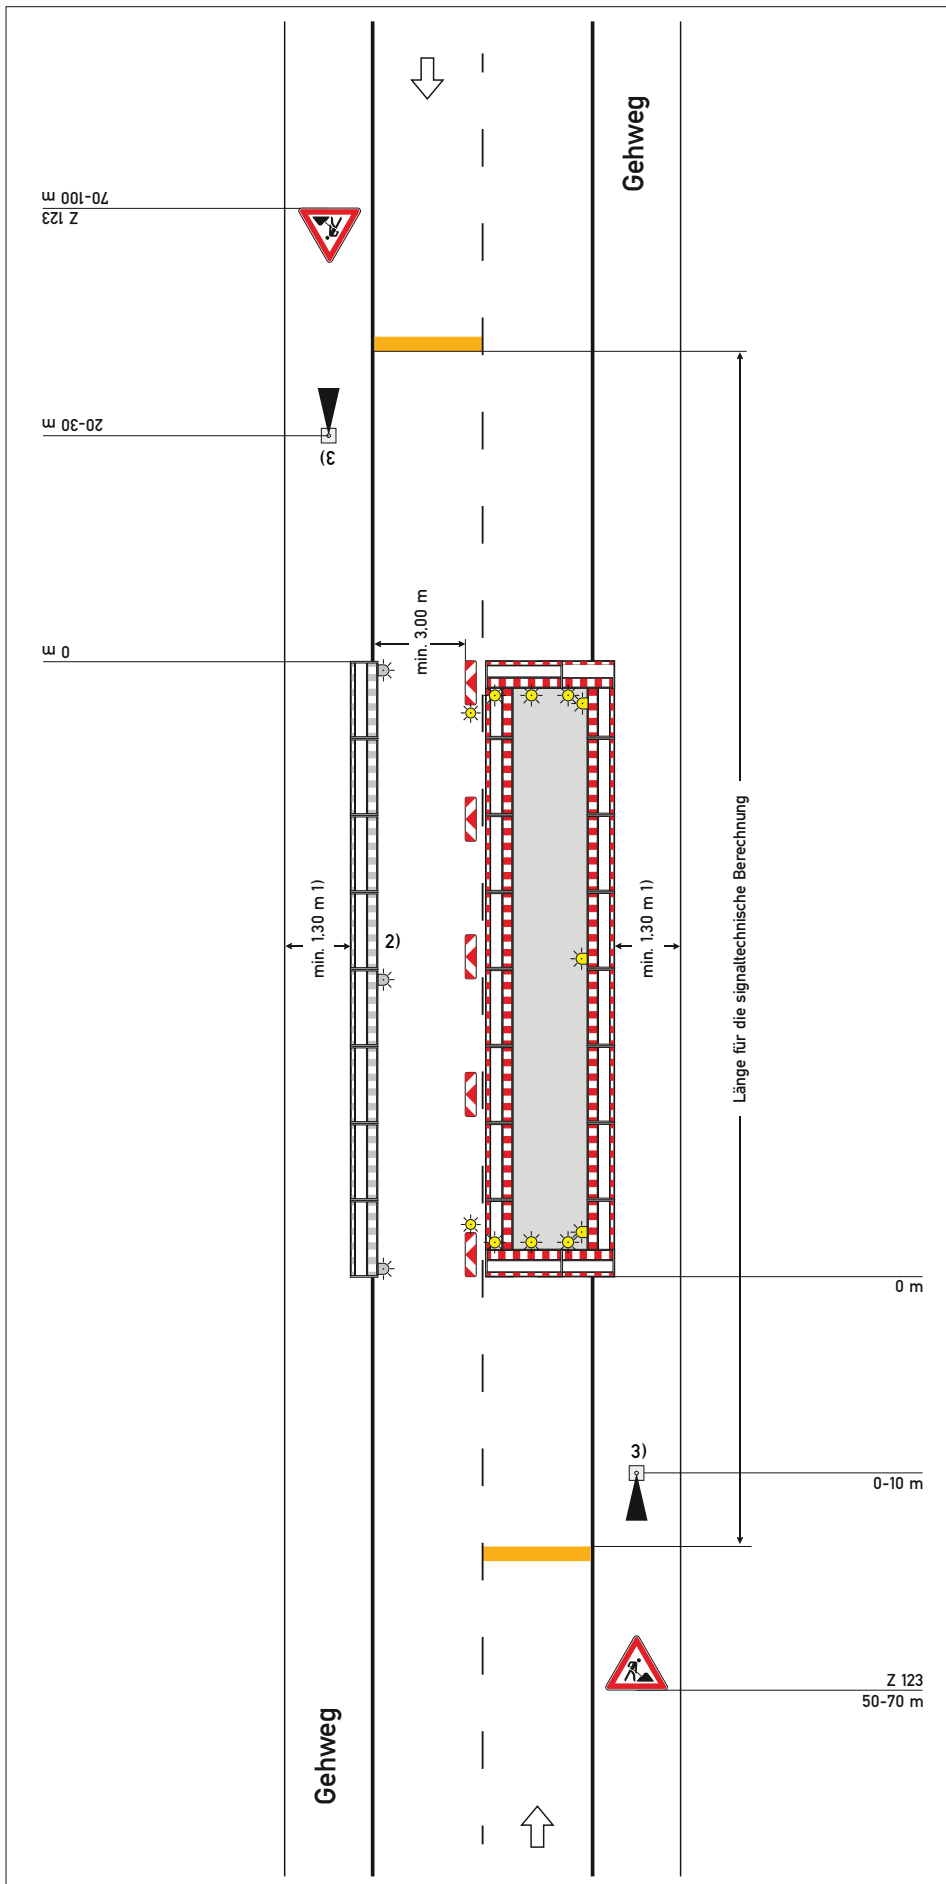 Gehweg
70-100 m
Z 123
20-30 m
3)
0 m
min. 3,00 m
min. 1,30 m 1)
2)
min. 1,30 m 1)
Länge für die signaltechnische Berechnung
0 m
3)
0-10 m
Z 123
50-70 m
Gehweg